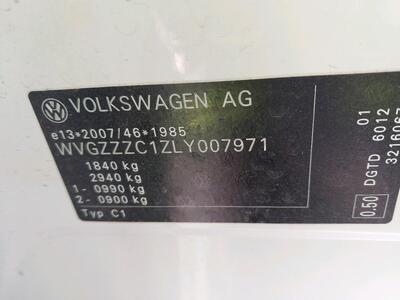 VOLKSWAGEN AG
e13*2007/46*1985
WVGZZZC1ZLY007971
1840 kg
2940 kg
1- 0990 kg
2- 0900 kg
Typ C1
0.50
DGTD 6012
01